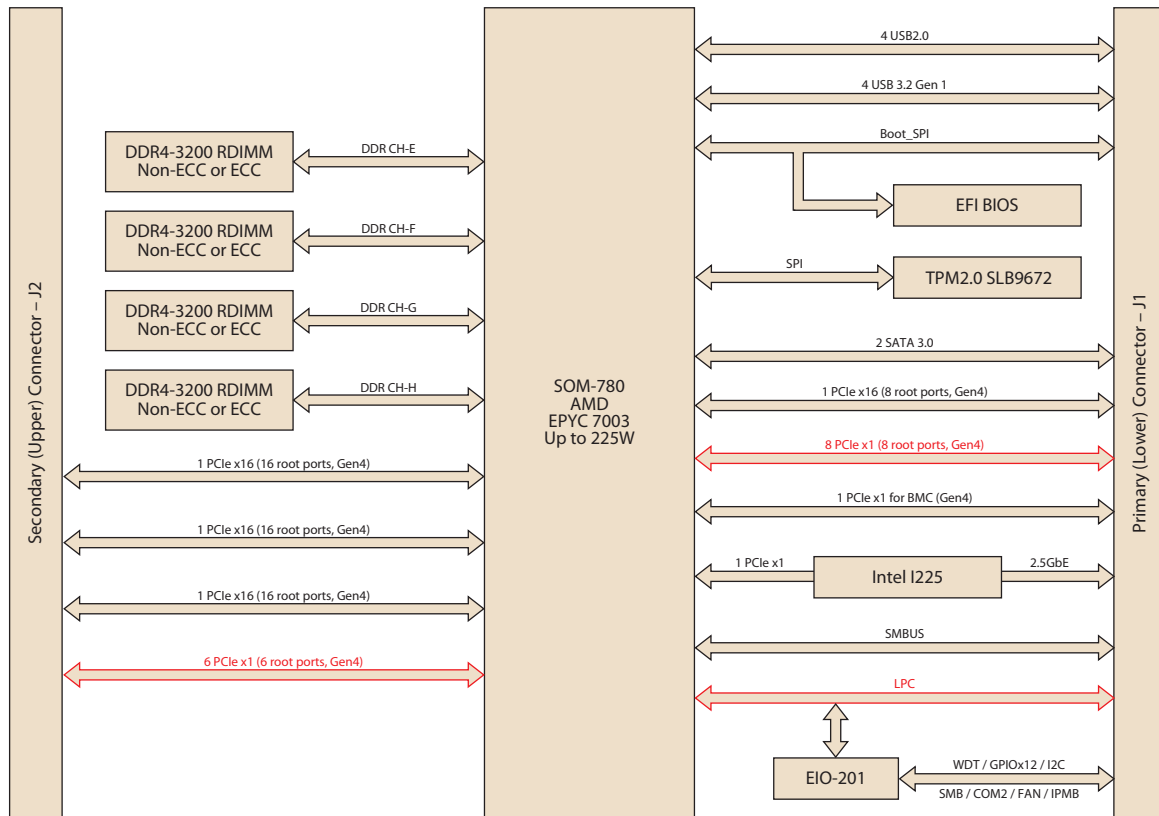 Secondary (Upper) Connector – J2
DDR4-3200 RDIMM
Non-ECC or ECC
DDR CH-E
DDR4-3200 RDIMM
Non-ECC or ECC
DDR CH-F
DDR4-3200 RDIMM
Non-ECC or ECC
DDR CH-G
DDR4-3200 RDIMM
Non-ECC or ECC
DDR CH-H
1 PCIe x16 (16 root ports, Gen4)
1 PCIe x16 (16 root ports, Gen4)
1 PCIe x16 (16 root ports, Gen4)
6 PCIe x1 (6 root ports, Gen4)
SOM-780
AMD
EPYC 7003
Up to 225W
4 USB2.0
4 USB 3.2 Gen 1
Boot_SPI
EFI BIOS
SPI
TPM2.0 SLB9672
2 SATA 3.0
1 PCIe x16 (8 root ports, Gen4)
8 PCIe x1 (8 root ports, Gen4)
1 PCIe x1 for BMC (Gen4)
1 PCIe x1
Intel I225
2.5GbE
SMBUS
LPC
EIO-201
WDT / GPIOx12 / I2C
SMB / COM2 / FAN / IPMB
Primary (Lower) Connector – J1